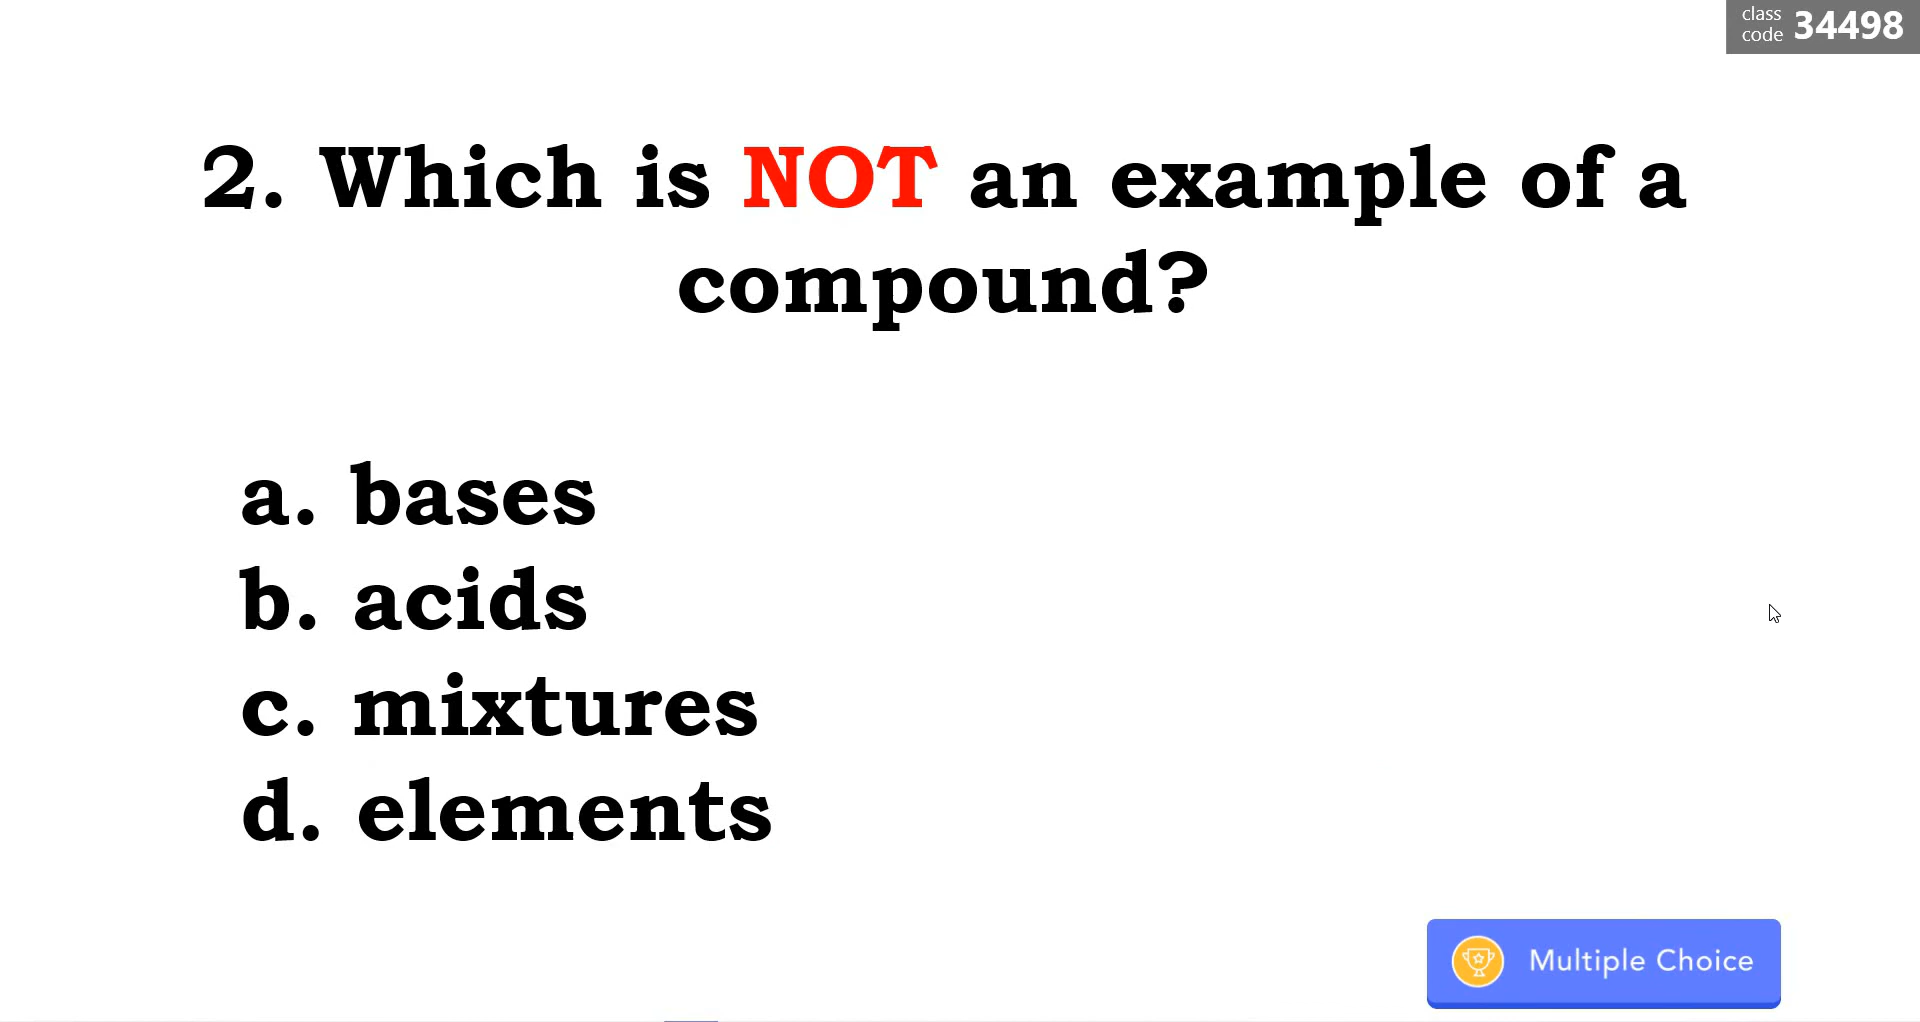 class
code 34498
2. Which is NOT an example of a
compound?
a. bases
b. acids
c. mixtures
d. elements
Multiple Choice